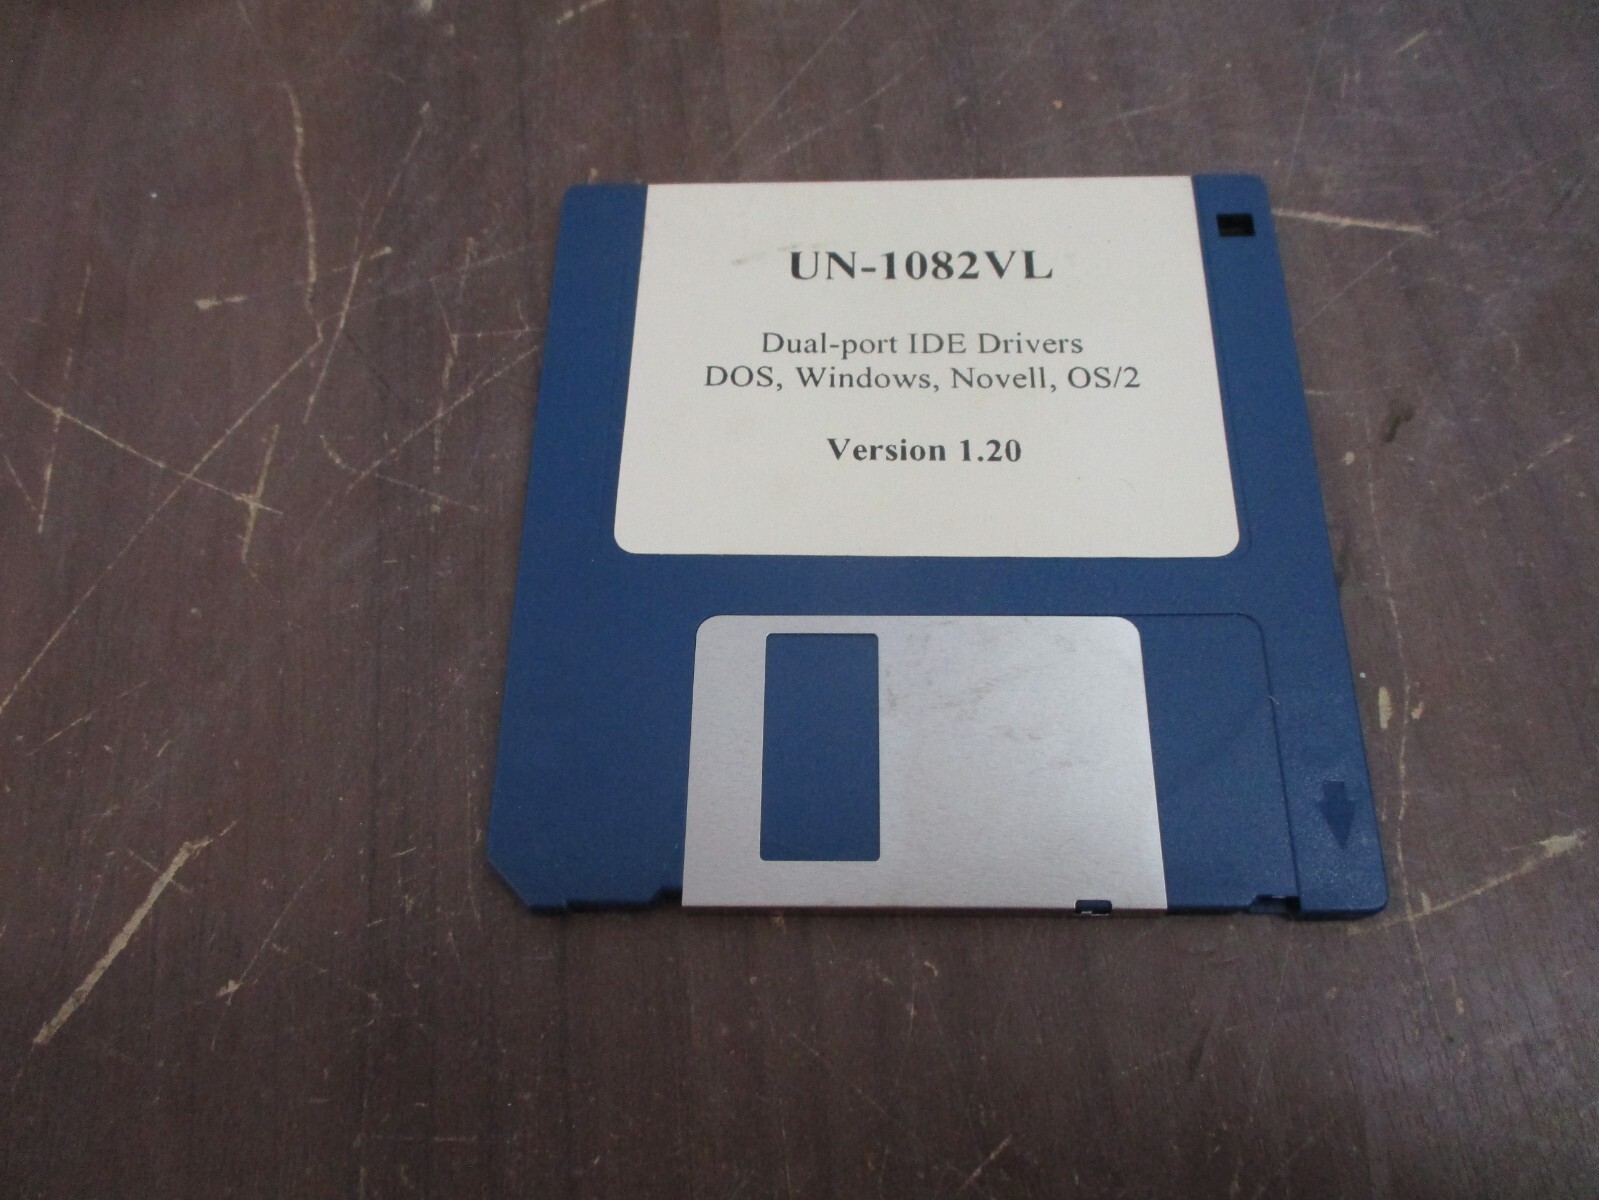 UN-1082VL
Dual-port IDE Drivers
DOS, Windows, Novell, OS/2
Version 1.20